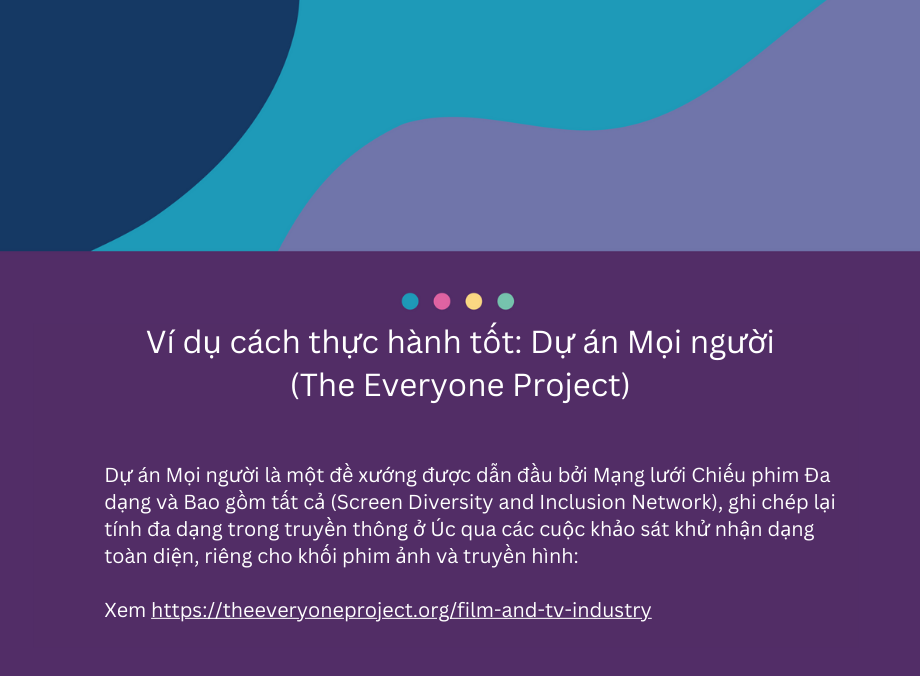 Ví dụ cách thực hành tốt: Dự án Mọi người
(The Everyone Project)
Dự án Mọi người là một đề xướng được dẫn đầu bởi Mạng lưới Chiếu phim Đa
dạng và Bao gồm tất cả (Screen Diversity and Inclusion Network), ghi chép lại
tính đa dạng trong truyền thông ở Úc qua các cuộc khảo sát khử nhận dạng
toàn diện, riêng cho khối phim ảnh và truyền hình:
Xem https://theeveryoneproject.org/film-and-tv-industry